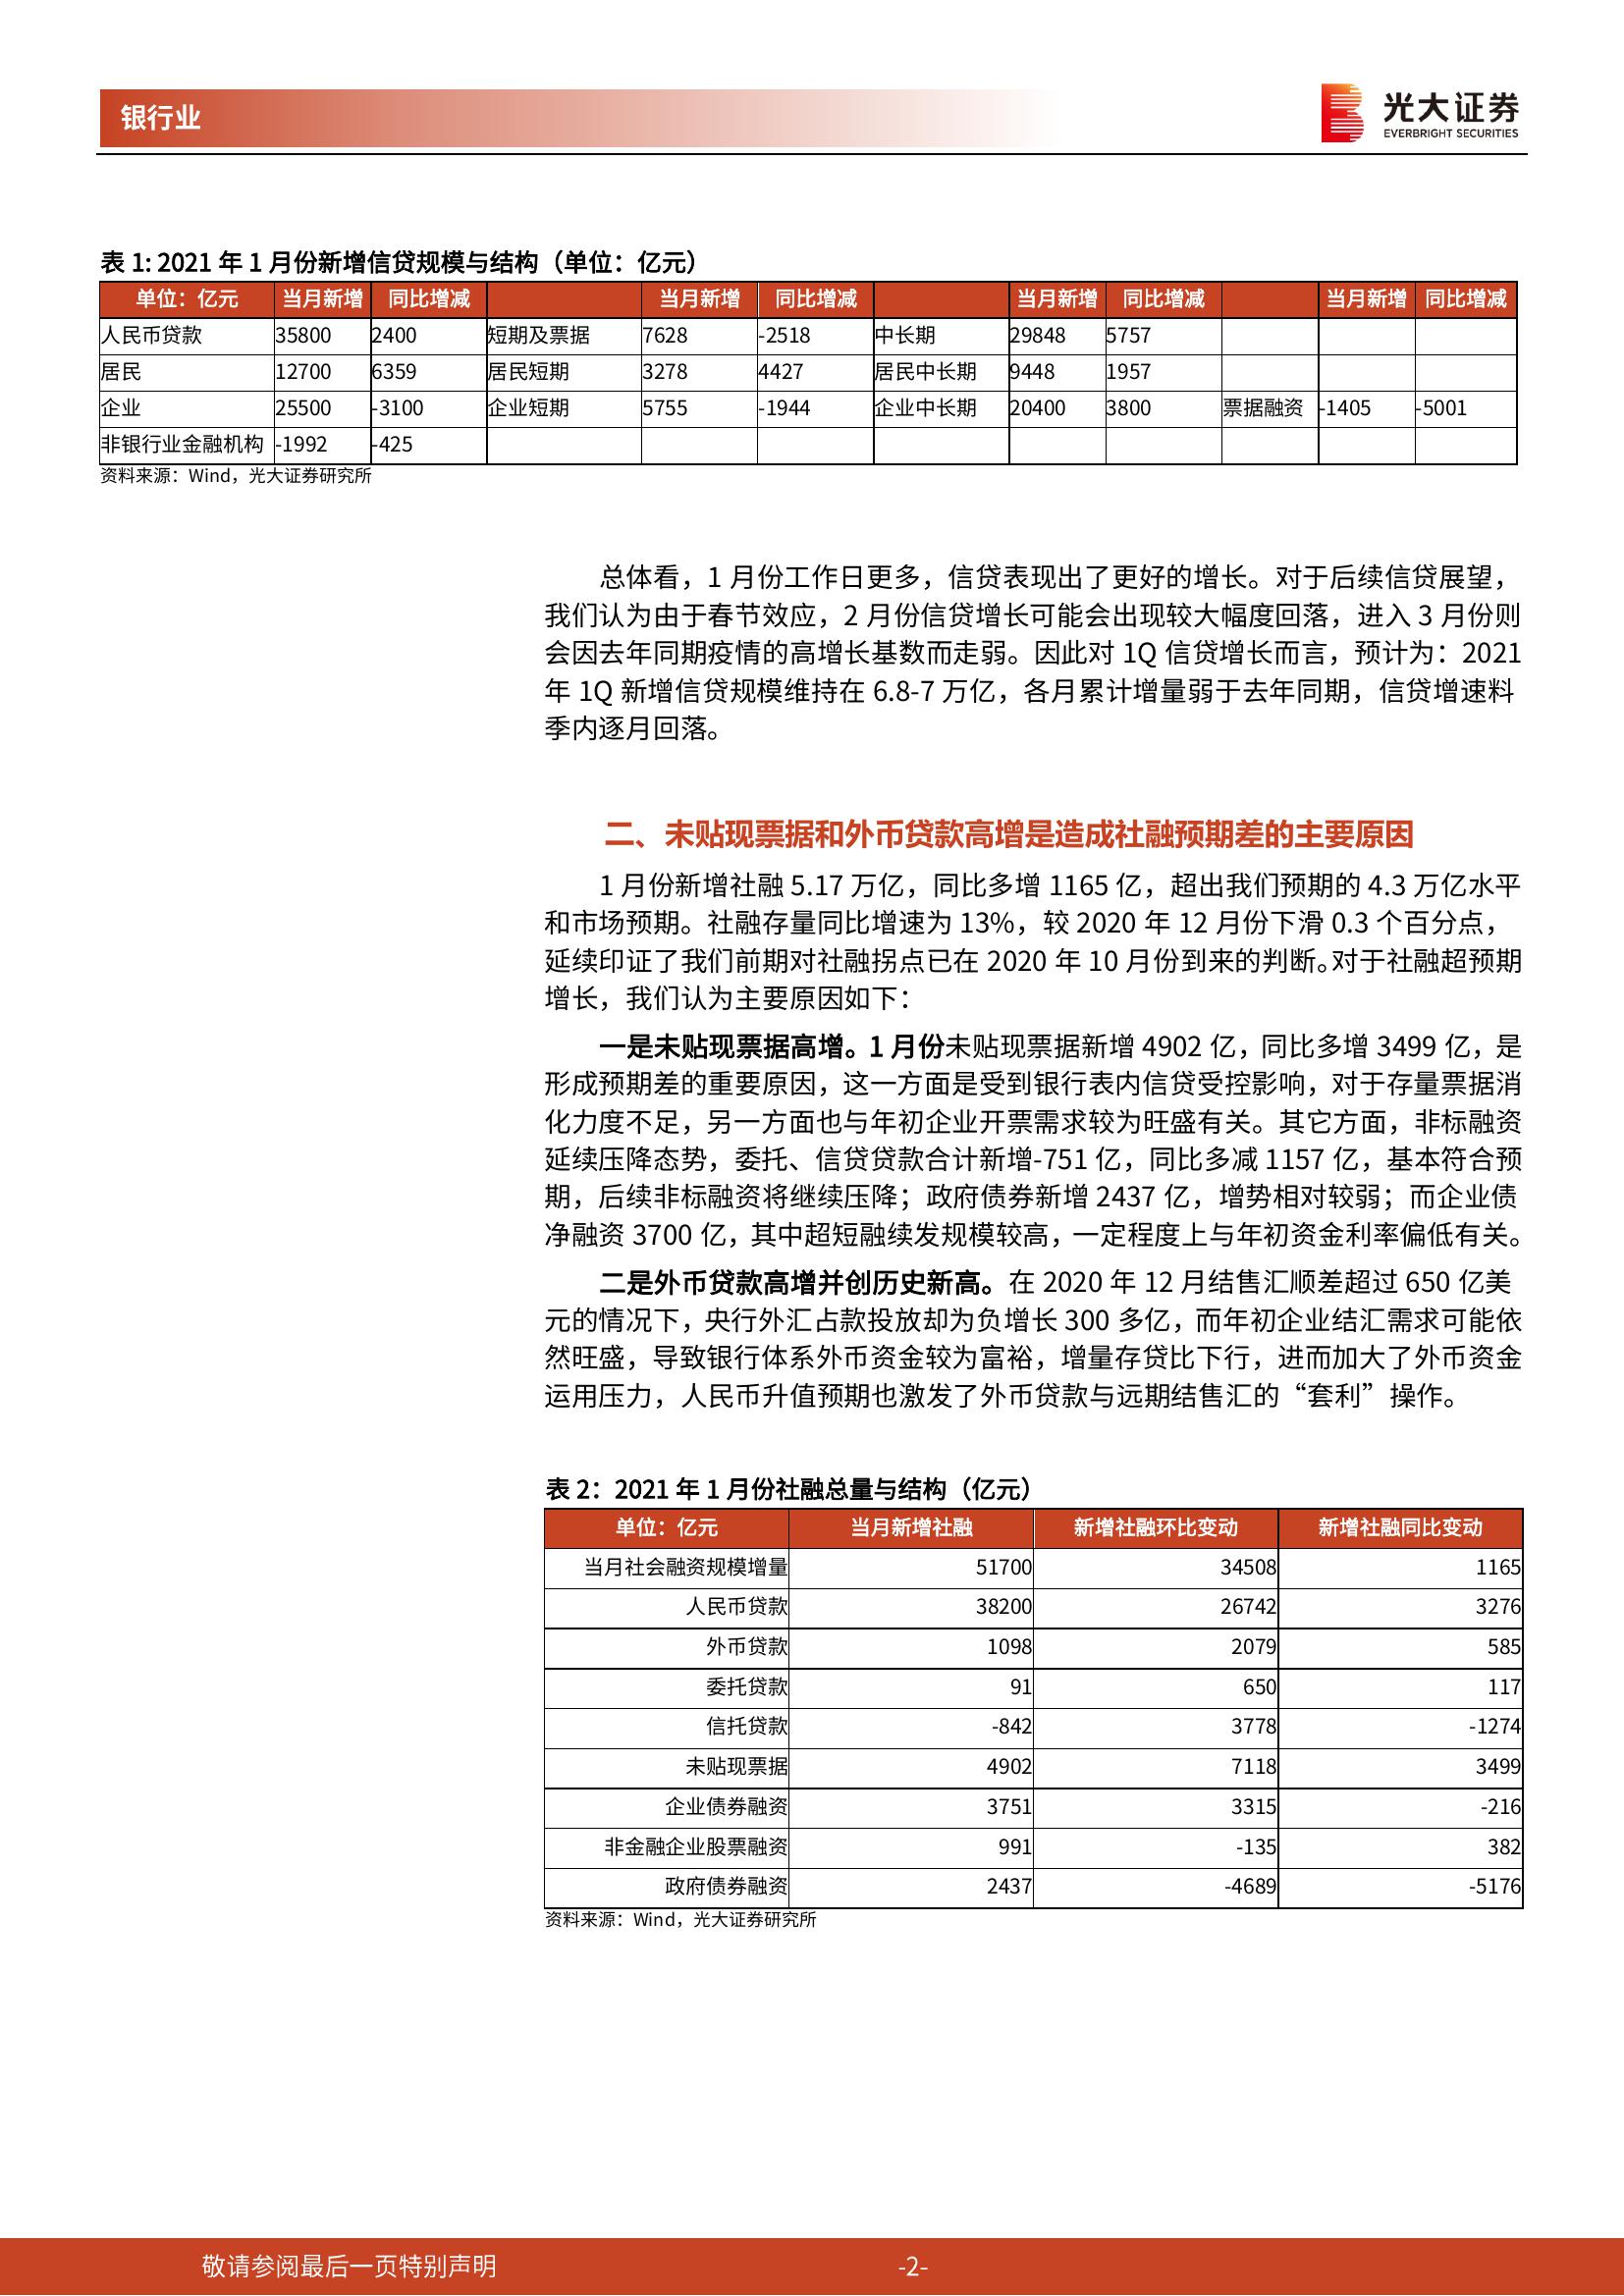 银行业
光大证券
EVERBRIGHT SECURITIES
表 1: 2021 年 1 月份新增信贷规模与结构（单位：亿元）
单位：亿元 当月新增 同比增减 当月新增 同比增减 当月新增 同比增减 当月新增 同比增减
人民币贷款 35800 2400 短期及票据 7628 -2518 中长期 29848 5757
居民 12700 6359 居民短期 3278 4427 居民中长期 9448 1957
企业 25500 -3100 企业短期 5755 -1944 企业中长期 20400 3800 票据融资 -1405 -5001
非银行业金融机构 -1992 -425
资料来源：Wind，光大证券研究所
总体看，1 月份工作日更多，信贷表现出了更好的增长。对于后续信贷展望，
我们认为由于春节效应，2 月份信贷增长可能会出现较大幅度回落，进入 3 月份则
会因去年同期疫情的高增长基数而走弱。因此对 1Q 信贷增长而言，预计为：2021
年 1Q 新增信贷规模维持在 6.8-7 万亿，各月累计增量弱于去年同期，信贷增速料
季内逐月回落。
二、未贴现票据和外币贷款高增是造成社融预期差的主要原因
1 月份新增社融 5.17 万亿，同比多增 1165 亿，超出我们预期的 4.3 万亿水平
和市场预期。社融存量同比增速为 13%，较 2020 年 12 月份下滑 0.3 个百分点，
延续印证了我们前期对社融拐点已在 2020 年 10 月份到来的判断。对于社融超预期
增长，我们认为主要原因如下：
一是未贴现票据高增。1 月份未贴现票据新增 4902 亿，同比多增 3499 亿，是
形成预期差的重要原因，这一方面是受到银行表内信贷受控影响，对于存量票据消
化力度不足，另一方面也与年初企业开票需求较为旺盛有关。其它方面，非标融资
延续压降态势，委托、信贷贷款合计新增-751 亿，同比多减 1157 亿，基本符合预
期，后续非标融资将继续压降；政府债券新增 2437 亿，增势相对较弱；而企业债
净融资 3700 亿，其中超短融续发规模较高，一定程度上与年初资金利率偏低有关。
二是外币贷款高增并创历史新高。在 2020 年 12 月结售汇顺差超过 650 亿美
元的情况下，央行外汇占款投放却为负增长 300 多亿，而年初企业结汇需求可能依
然旺盛，导致银行体系外币资金较为富裕，增量存贷比下行，进而加大了外币资金
运用压力，人民币升值预期也激发了外币贷款与远期结售汇的“套利”操作。
表 2：2021 年 1 月份社融总量与结构（亿元）
单位：亿元 当月新增社融 新增社融环比变动 新增社融同比变动
当月社会融资规模增量 51700 34508 1165
人民币贷款 38200 26742 3276
外币贷款 1098 2079 585
委托贷款 91 650 117
信托贷款 -842 3778 -1274
未贴现票据 4902 7118 3499
企业债券融资 3751 3315 -216
非金融企业股票融资 991 -135 382
政府债券融资 2437 -4689 -5176
资料来源：Wind，光大证券研究所
敬请参阅最后一页特别声明 -2-